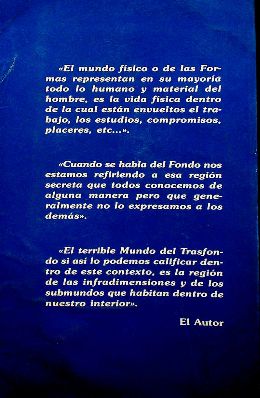 «El mundo físico o de las For-
mas representan en su mayoría
todo lo humano y material del
hombre, es la vida física dentro
de la cual están envueltos el tra-
bajo, los estudios, compromisos,
placeres, etc...».
«Cuando se habla del Fondo nos
estamos refiriendo a esa región
secreta que todos conocemos de
alguna manera pero que gene-
ralmente no lo expresamos a los
demás».
«El terrible Mundo del Trasfon-
do si así lo podemos calificar den-
tro de este contexto, es la región
de las infradimensiones y de los
submundos que habitan dentro de
nuestro interior».
El Autor